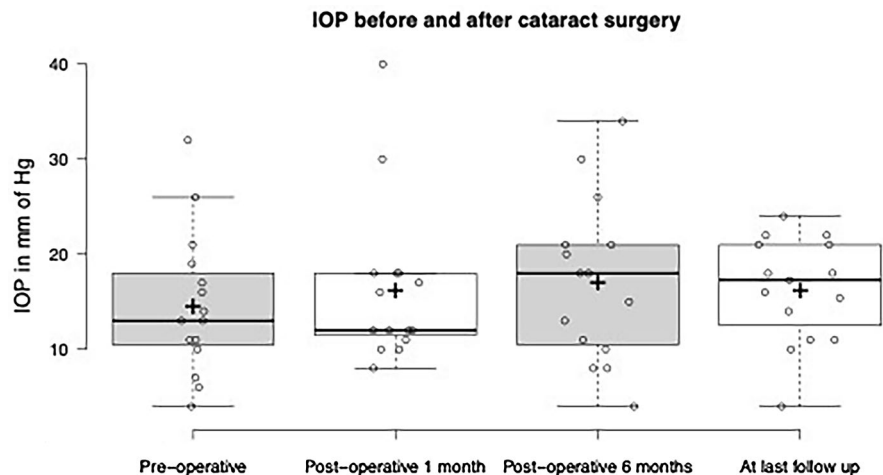 IOP before and after cataract surgery
IOP in mm of Hg
40
30
20
10
Pre-operative
Post-operative 1 month
Post-operative 6 months
At last follow up